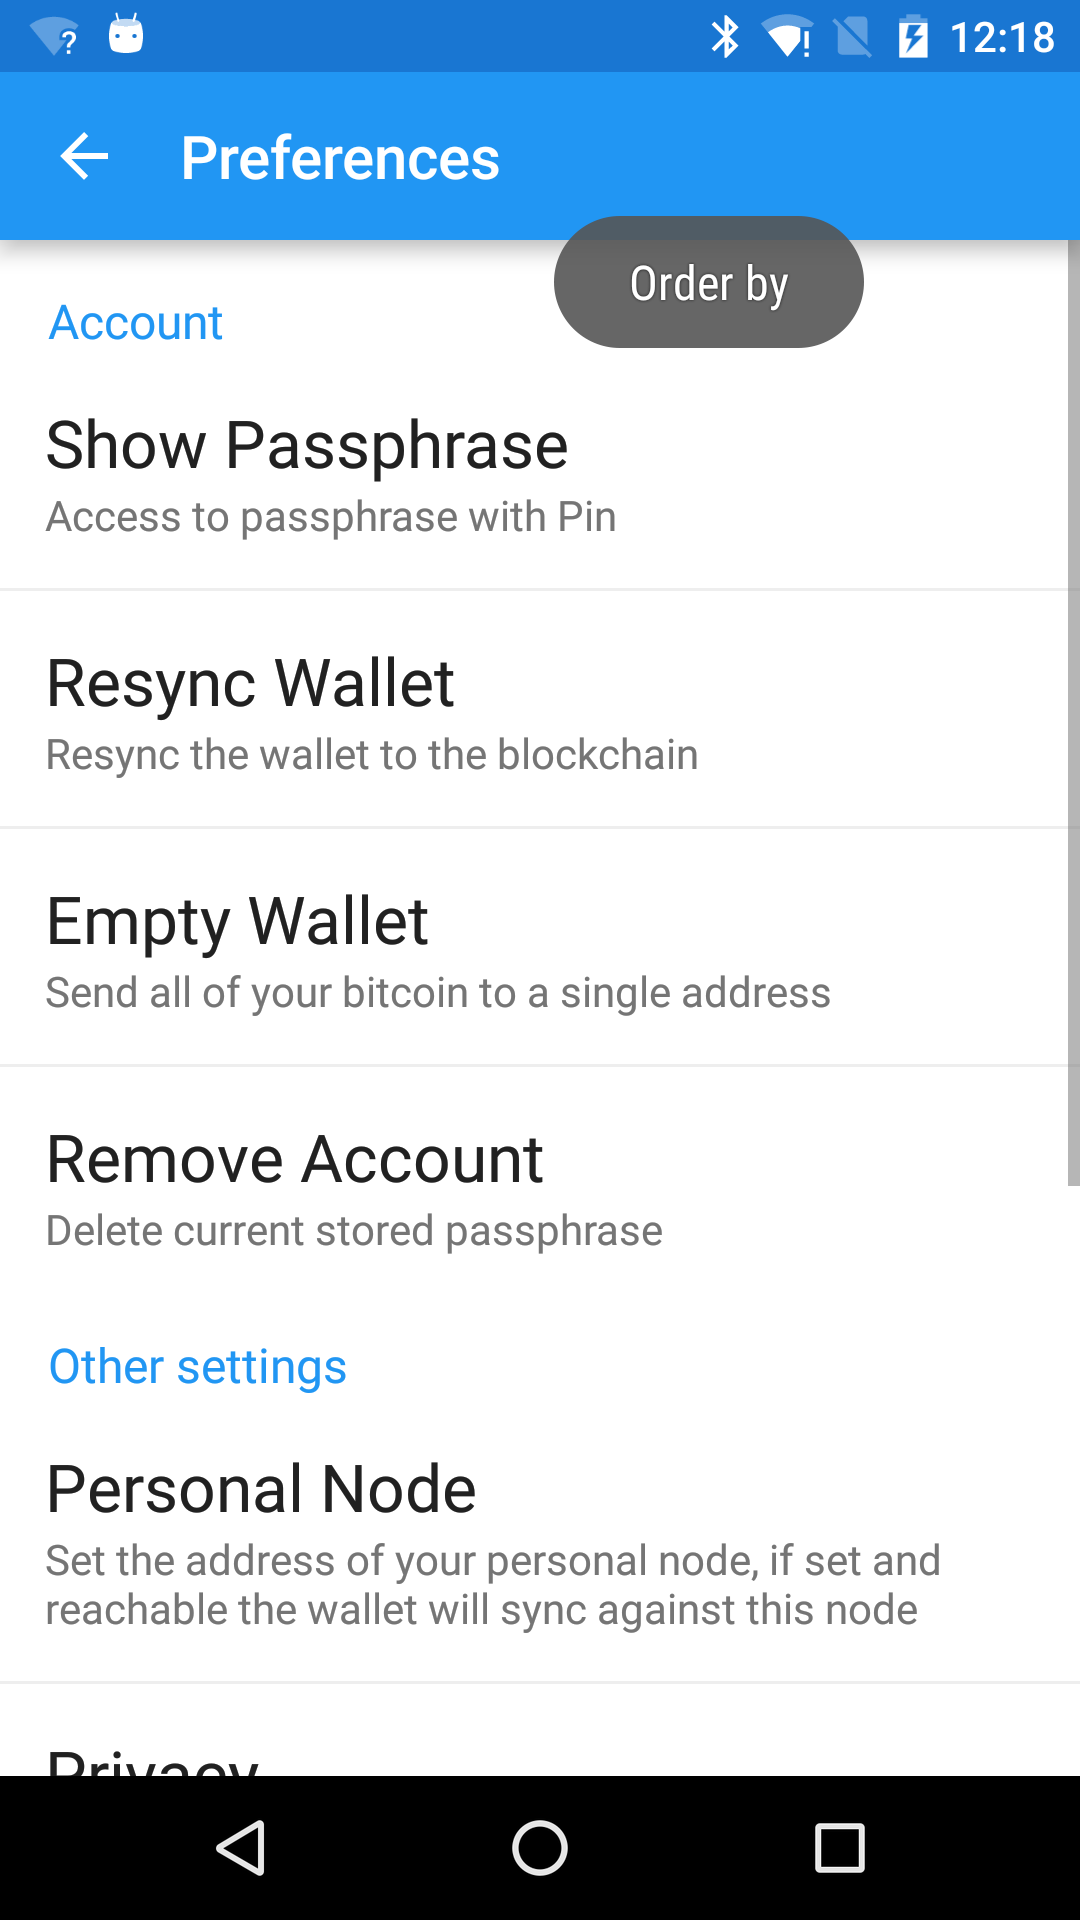 12:18
Preferences
Order by
Account
Show Passphrase
Access to passphrase with Pin
Resync Wallet
Resync the wallet to the blockchain
Empty Wallet
Send all of your bitcoin to a single address
Remove Account
Delete current stored passphrase
Other settings
Personal Node
Set the address of your personal node, if set and
reachable the wallet will sync against this node
Privacy